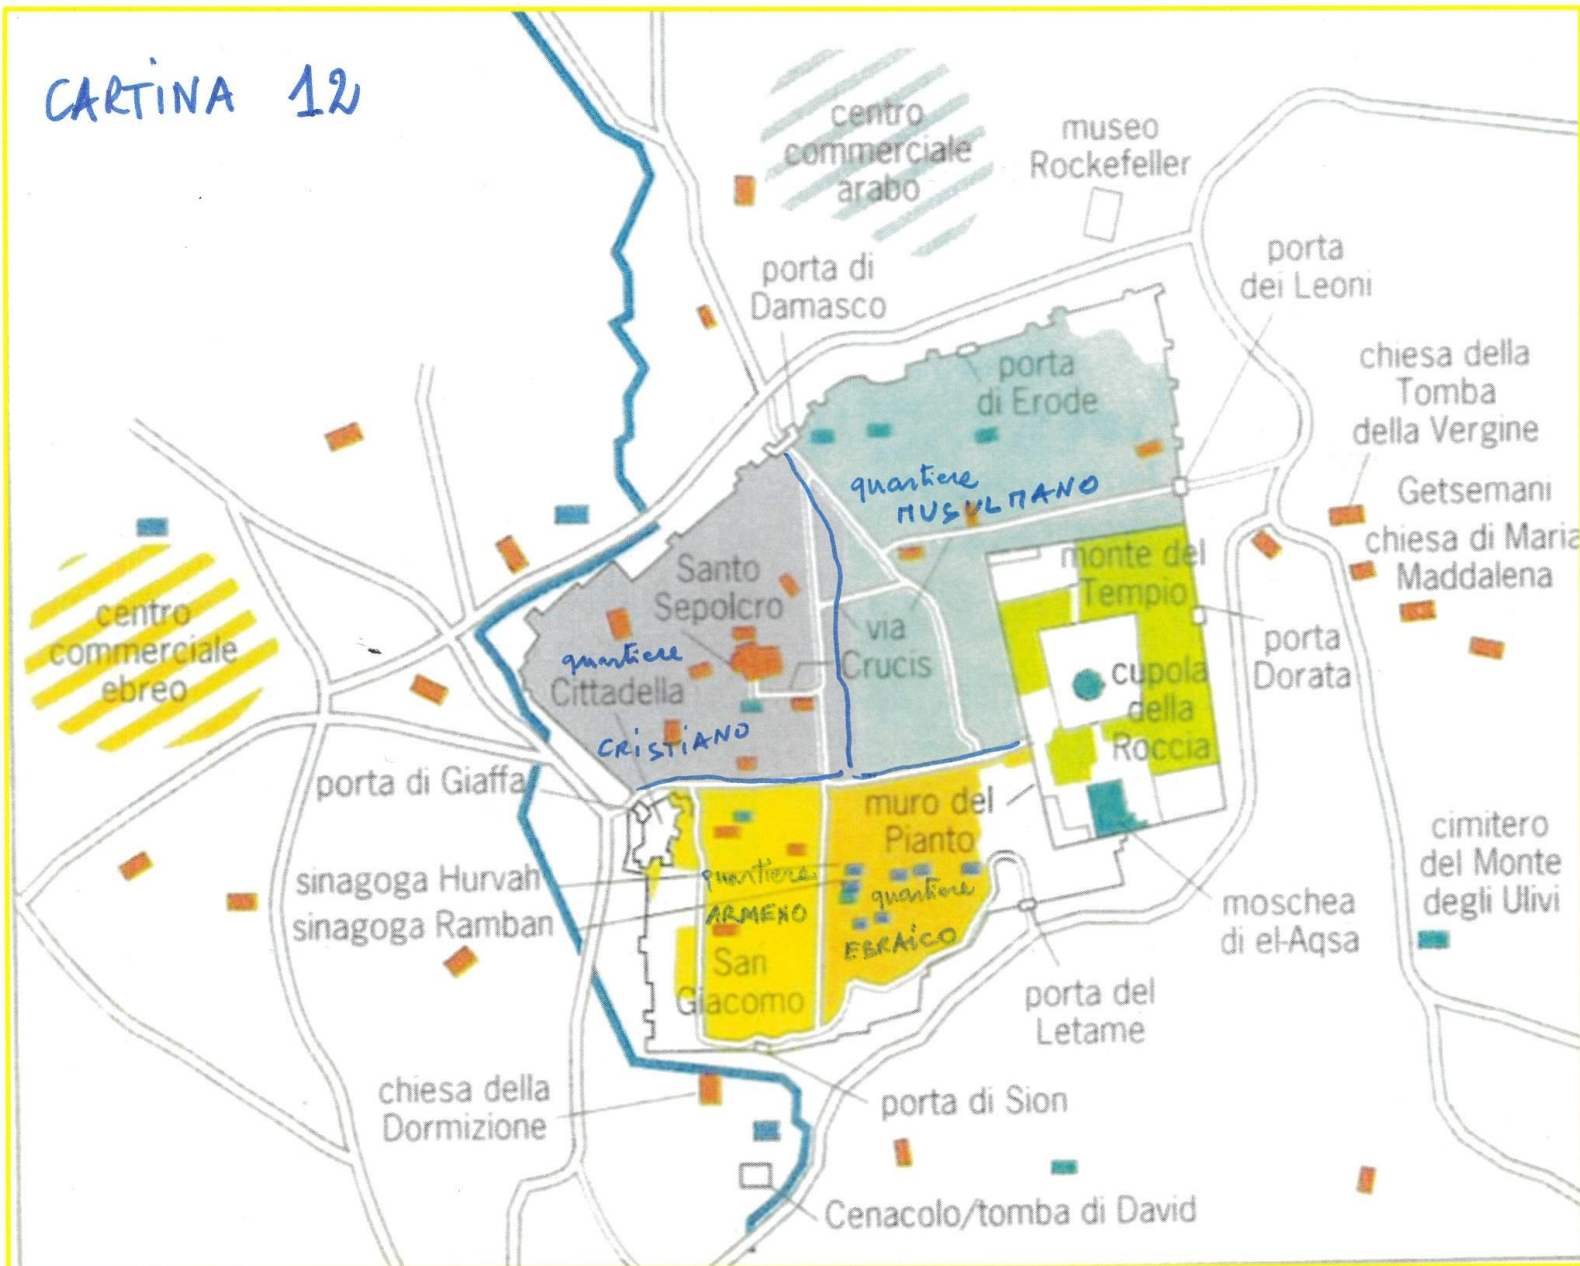 CARTINA 12
centro
commerciale
arabo
museo
Rockefeller
porta di
Damasco
porta
dei Leoni
porta
di Erode
chiesa della
Tomba
della Vergine
quartiere
MUSULMANO
Getsemani
chiesa di Maria
Maddalena
Santo
Sepolcro
monte del
Tempio
centro
commerciale
ebreo
via
Crucis
porta
Dorata
quartiere
Cittadella
CRISTIANO
cupola
della
Roccia
porta di Giaffa
muro del
Pianto
cimitero
del Monte
degli Ulivi
sinagoga Hurvah
sinagoga Ramban
quartiere
ARMENO
quartiere
EBRAICO
moschea
di el-Aqsa
San
Giacomo
porta del
Letame
chiesa della
Dormizione
porta di Sion
Cenacolo/tomba di David